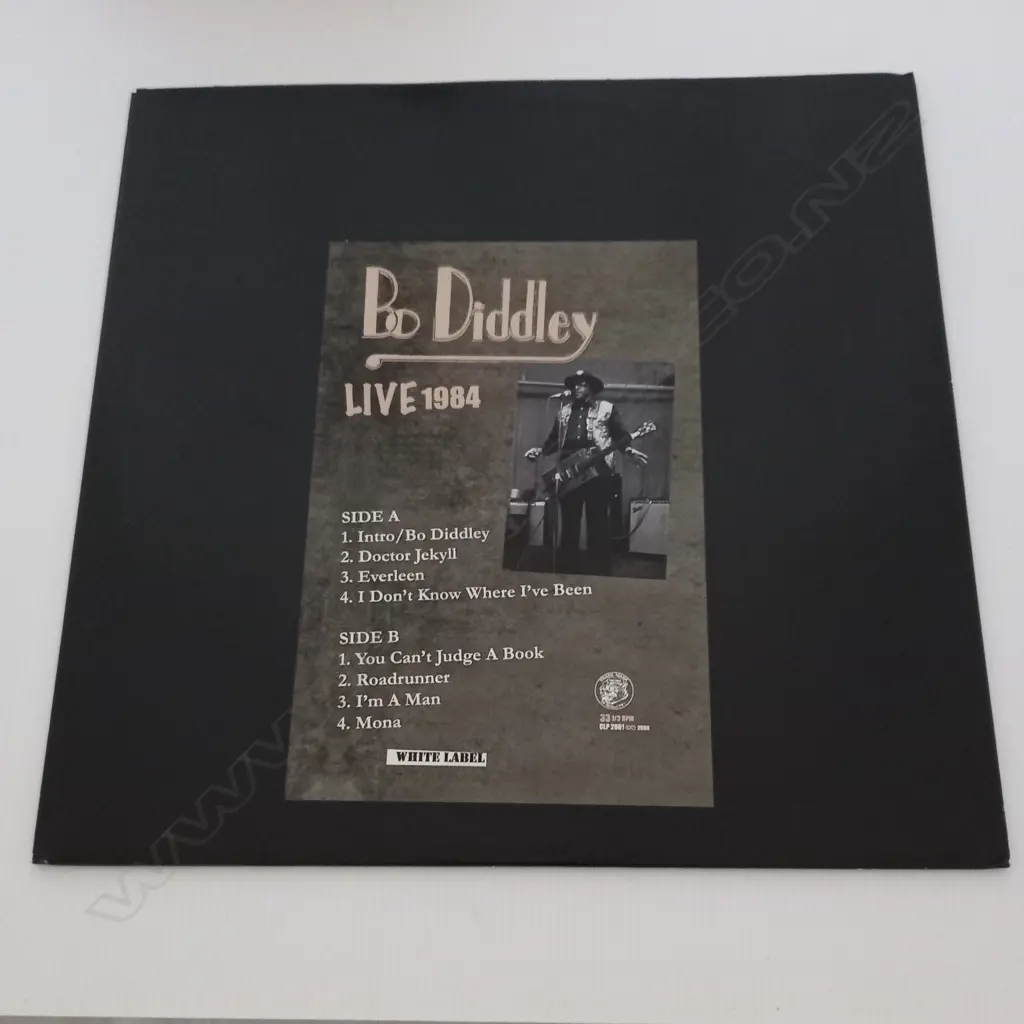 Bo Diddley
LIVE 1984
SIDE A
1. Intro/Bo Diddley
2. Doctor Jekyll
3. Everleen
4. I Don't Know Where I've Been
SIDE B
1. You Can't Judge A Book
2. Roadrunner
3. I'm A Man
4. Mona
WHITE LABEL
33 1/3 RPM
CLP 2001